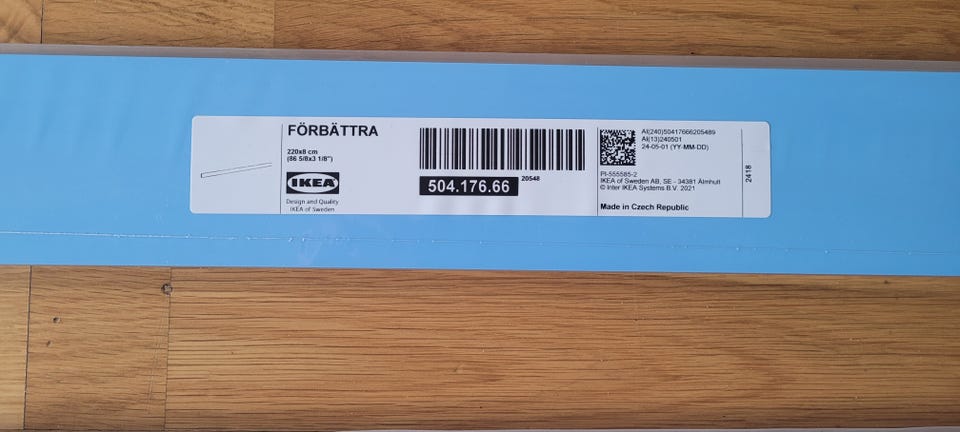 FÖRBÄTTRA
220x8 cm
(86 5/8x3 1/8")
IKEA
Design and Quality
IKEA of Sweden
504.176.66
20548
AI(240)50417666205489
AI(13)240501
24-05-01 (YY-MM-DD)
PI-555585-2
IKEA of Sweden AB, SE - 34381 Älmhult
© Inter IKEA Systems B.V. 2021
Made in Czech Republic
2418